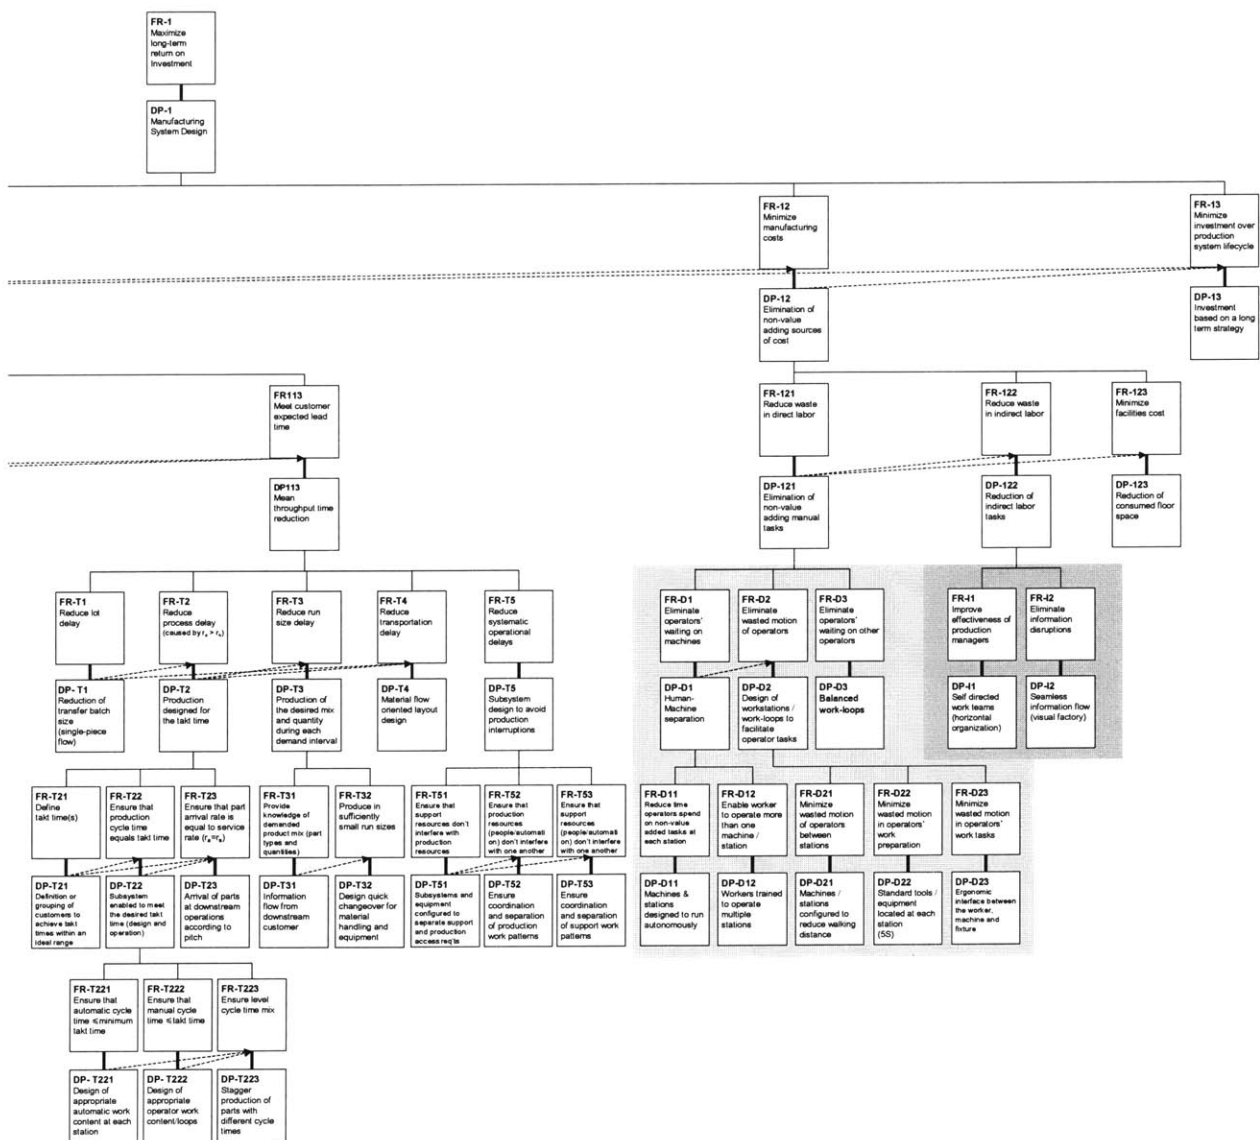 FR-1
Maximize
long-term
return on
Investment
DP-1
Manufacturing
System Design
FR-12
Minimize
manufacturing
costs
FR-13
Minimize
investment over
production
system lifecycle
DP-12
Elimination of
non-value
adding sources
of cost
DP-13
Investment
based on a long
term strategy
FR113
Meet customer
expected lead
time
FR-121
Reduce waste
in direct labor
FR-122
Reduce waste
in indirect labor
FR-123
Minimize
facilities cost
DP113
Mean
throughput time
reduction
DP-121
Elimination of
non-value
adding manual
tasks
DP-122
Reduction of
indirect labor
tasks
DP-123
Reduction of
consumed floor
space
FR-T1
Reduce lot
delay
FR-T2
Reduce
process delay
(caused by rₐ > rₛ)
FR-T3
Reduce run
size delay
FR-T4
Reduce
transportation
delay
FR-T5
Reduce
systematic
operational
delays
FR-D1
Eliminate
operators'
waiting on
machines
FR-D2
Eliminate
wasted motion
of operators
FR-D3
Eliminate
operators'
waiting on other
operators
FR-I1
Improve
effectiveness of
production
managers
FR-I2
Eliminate
information
disruptions
DP- T1
Reduction of
transfer batch
size
(single-piece
flow)
DP-T2
Production
designed for
the takt time
DP-T3
Production of
the desired mix
and quantity
during each
demand interval
DP-T4
Material flow
oriented layout
design
DP-T5
Subsystem
design to avoid
production
interruptions
DP-D1
Human-
Machine
separation
DP-D2
Design of
workstations /
work-loops to
facilitate
operator tasks
DP-D3
Balanced
work-loops
DP-I1
Self directed
work teams
(horizontal
organization)
DP-I2
Seamless
information flow
(visual factory)
FR-T21
Define
takt time(s)
FR-T22
Ensure that
production
cycle time
equals takt time
FR-T23
Ensure that part
arrival rate is
equal to service
rate (rₐ=rₛ)
FR-T31
Provide
knowledge of
demanded
product mix (part
types and
quantities)
FR-T32
Produce in
sufficiently
small run sizes
FR-T51
Ensure that
support
resources don't
interfere with
production
resources
FR-T52
Ensure that
production
resources
(people/automati
on) don't interfere
with one another
FR-T53
Ensure that
support
resources
(people/automati
on) don't interfere
with one another
FR-D11
Reduce time
operators spend
on non-value
added tasks at
each station
FR-D12
Enable worker
to operate more
than one
machine /
station
FR-D21
Minimize
wasted motion
of operators
between
stations
FR-D22
Minimize
wasted motion
in operators'
work
preparation
FR-D23
Minimize
wasted motion
in operators'
work tasks
DP-T21
Definition or
grouping of
customers to
achieve takt
times within an
ideal range
DP-T22
Subsystem
enabled to meet
the desired takt
time (design and
operation)
DP-T23
Arrival of parts
at downstream
operations
according to
pitch
DP-T31
Information
flow from
downstream
customer
DP-T32
Design quick
changeover for
material
handling and
equipment
DP-T51
Subsystems and
equipment
configured to
separate support
and production
access req'ts
DP-T52
Ensure
coordination
and separation
of production
work patterns
DP-T53
Ensure
coordination
and separation
of support work
patterns
DP-D11
Machines &
stations
designed to run
autonomously
DP-D12
Workers trained
to operate
multiple
stations
DP-D21
Machines /
stations
configured to
reduce walking
distance
DP-D22
Standard tools /
equipment
located at each
station
(5S)
DP-D23
Ergonomic
interface between
the worker,
machine and
fixture
FR-T221
Ensure that
automatic cycle
time ≤minimum
takt time
FR-T222
Ensure that
manual cycle
time ≤takt time
FR-T223
Ensure level
cycle time mix
DP- T221
Design of
appropriate
automatic work
content at each
station
DP- T222
Design of
appropriate
operator work
content/loops
DP-T223
Stagger
production of
parts with
different cycle
times